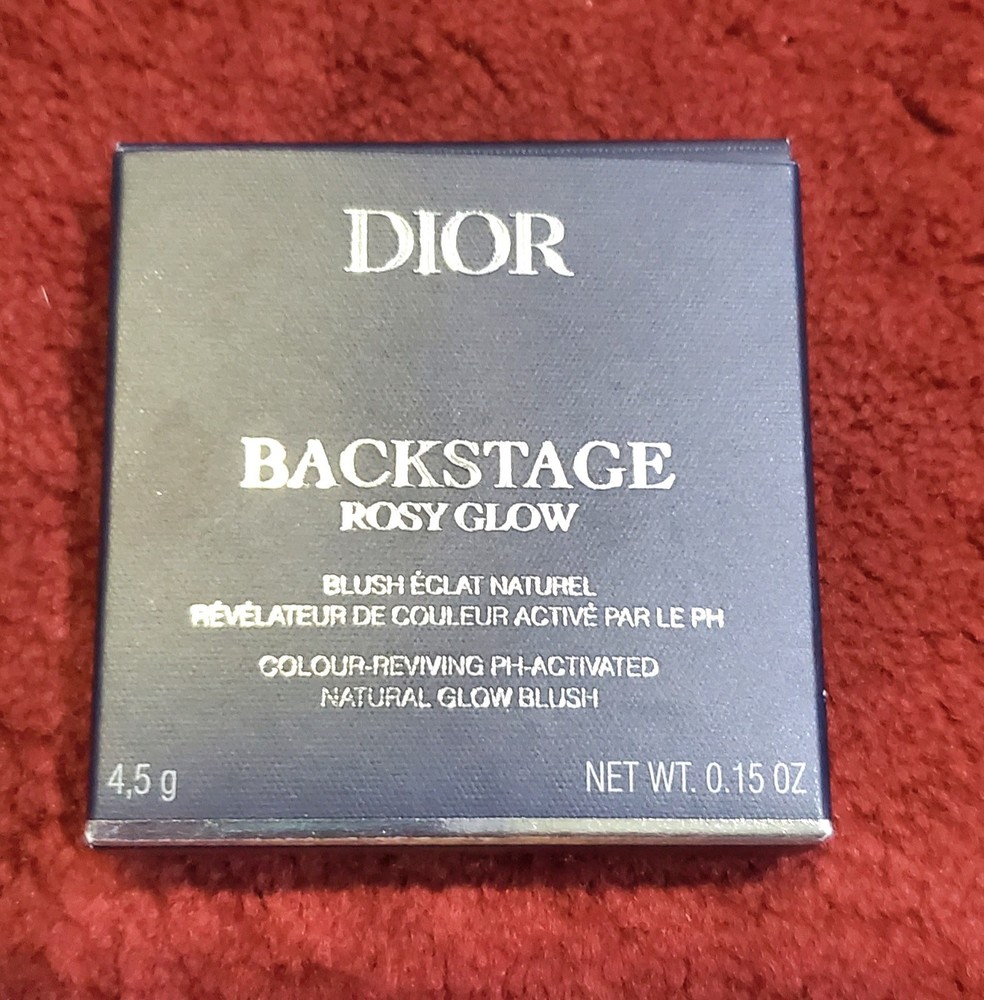 DIOR
BACKSTAGE
ROSY GLOW
BLUSH ÉCLAT NATUREL
RÉVÉLATEUR DE COULEUR ACTIVÉ PAR LE PH
COLOUR-REVIVING PH-ACTIVATED
NATURAL GLOW BLUSH
4,5 g NET WT. 0.15 OZ